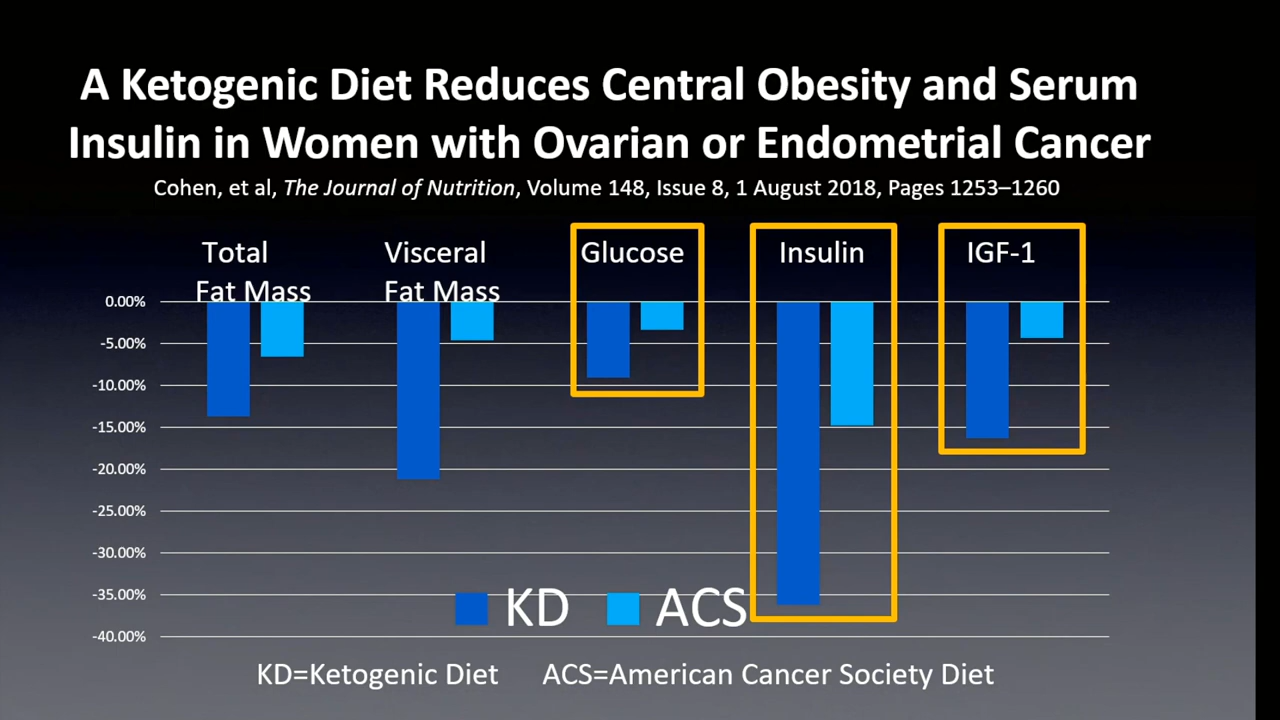 A Ketogenic Diet Reduces Central Obesity and Serum
Insulin in Women with Ovarian or Endometrial Cancer
Cohen, et al, The Journal of Nutrition, Volume 148, Issue 8, 1 August 2018, Pages 1253–1260
Total
Fat Mass
Visceral
Fat Mass
Glucose
Insulin
IGF-1
0.00%
-5.00%
-10.00%
-15.00%
-20.00%
-25.00%
-30.00%
-35.00%
-40.00%
KD
ACS
KD=Ketogenic Diet
ACS=American Cancer Society Diet